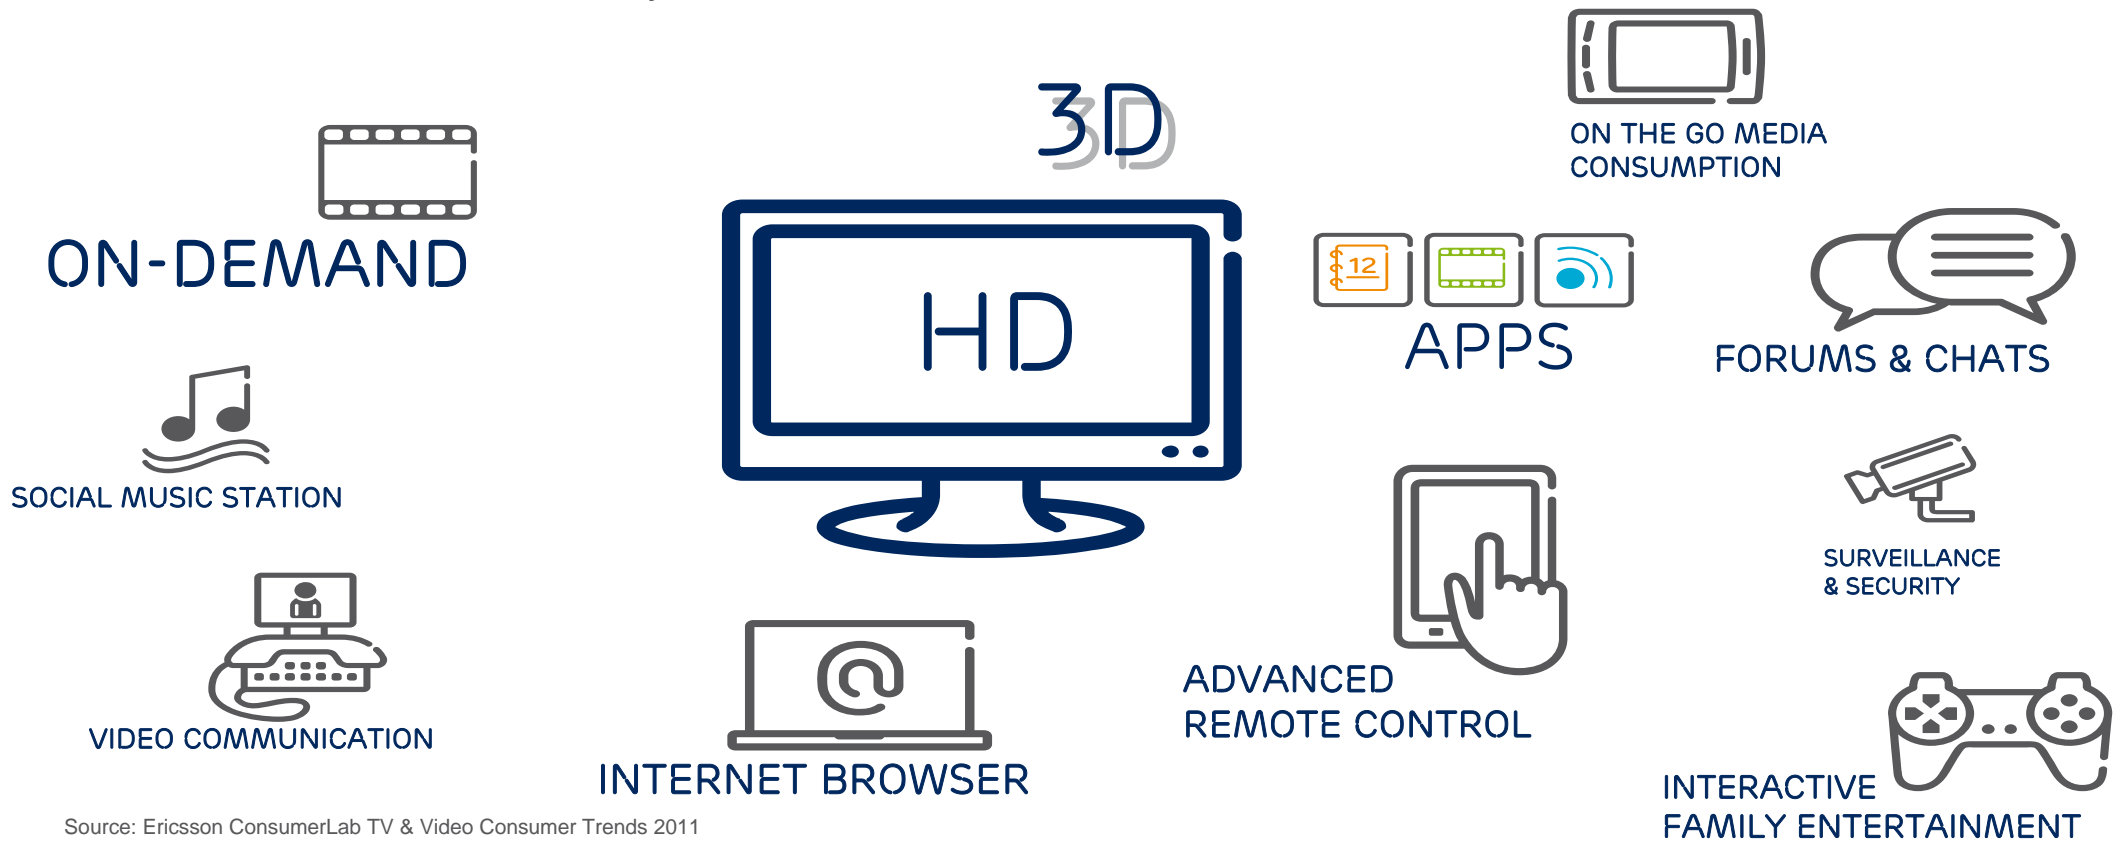 3D
ON THE GO MEDIA
CONSUMPTION
ON-DEMAND
HD
12
APPS
FORUMS & CHATS
SOCIAL MUSIC STATION
SURVEILLANCE
& SECURITY
ADVANCED
REMOTE CONTROL
VIDEO COMMUNICATION
@
INTERNET BROWSER
INTERACTIVE
FAMILY ENTERTAINMENT
Source: Ericsson ConsumerLab TV & Video Consumer Trends 2011